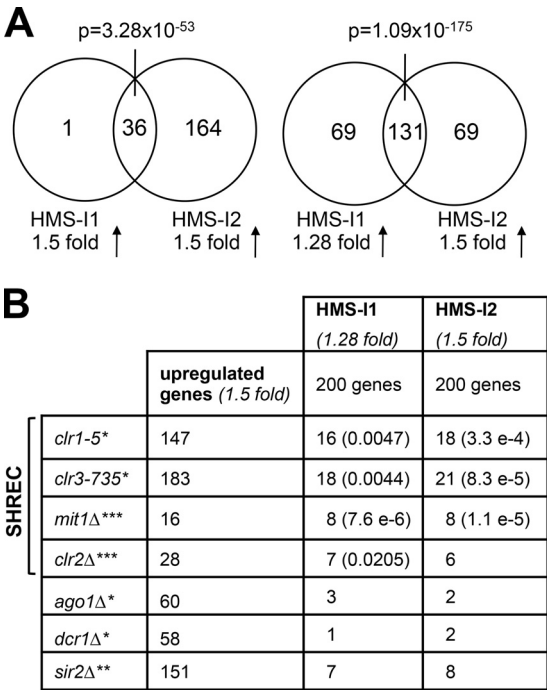 A
p=3.28x10-53 p=1.09x10-175
1 36 164 69 131 69
HMS-I1 HMS-I2 HMS-I1 HMS-I2
1.5 fold ↑ 1.5 fold ↑ 1.28 fold ↑ 1.5 fold ↑
B
HMS-I1 HMS-I2
(1.28 fold) (1.5 fold)
upregulated
genes (1.5 fold) 200 genes 200 genes
SHREC
clr1-5* 147 16 (0.0047) 18 (3.3 e-4)
clr3-735* 183 18 (0.0044) 21 (8.3 e-5)
mit1Δ*** 16 8 (7.6 e-6) 8 (1.1 e-5)
clr2Δ*** 28 7 (0.0205) 6
ago1Δ* 60 3 2
dcr1Δ* 58 1 2
sir2Δ** 151 7 8